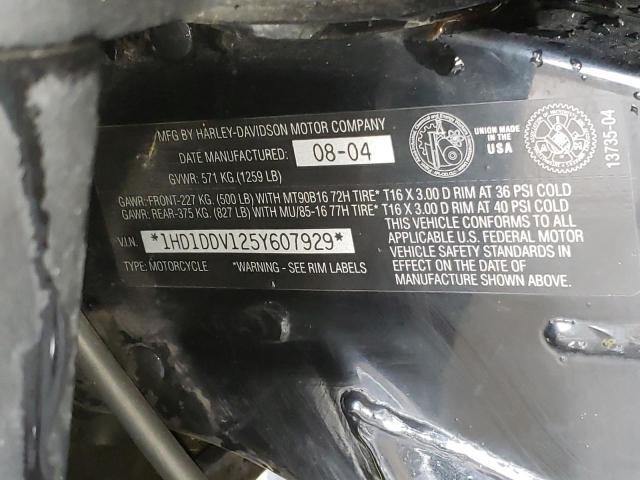 MFG BY HARLEY-DAVIDSON MOTOR COMPANY
DATE MANUFACTURED: 08-04
GVWR: 571 KG (1259 LB)
UNION MADE IN THE USA
13735-04
GAWR: FRONT-227 KG. (500 LB) WITH MT90B16 72H TIRE* T16 X 3.00 D RIM AT 36 PSI COLD
GAWR: REAR-375 KG. (827 LB) WITH MU/85-16 77H TIRE* T16 X 3.00 D RIM AT 40 PSI COLD
V.I.N. *1HD1DDV125Y607929*
TYPE: MOTORCYCLE *WARNING - SEE RIM LABELS
THIS VEHICLE CONFORMS TO ALL
APPLICABLE U.S. FEDERAL MOTOR
VEHICLE SAFETY STANDARDS IN
EFFECT ON THE DATE OF
MANUFACTURE SHOWN ABOVE.